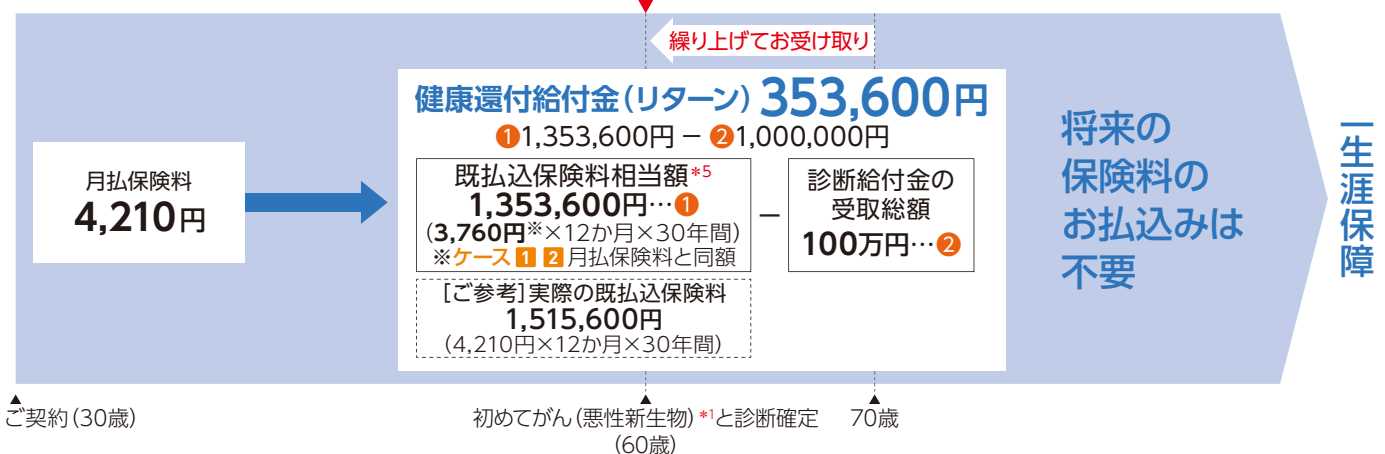 繰り上げてお受け取り
健康還付給付金(リターン) 353,600円
❶1,353,600円 − ❷1,000,000円
月払保険料
4,210円
既払込保険料相当額*5
1,353,600円…❶
(3,760円※×12か月×30年間)
※ケース 1 2 月払保険料と同額
−
診断給付金の
受取総額
100万円…❷
[ご参考]実際の既払込保険料
1,515,600円
(4,210円×12か月×30年間)
将来の
保険料の
お払込みは
不要
一生涯保障
ご契約(30歳)
初めてがん(悪性新生物)*1と診断確定
(60歳)
70歳